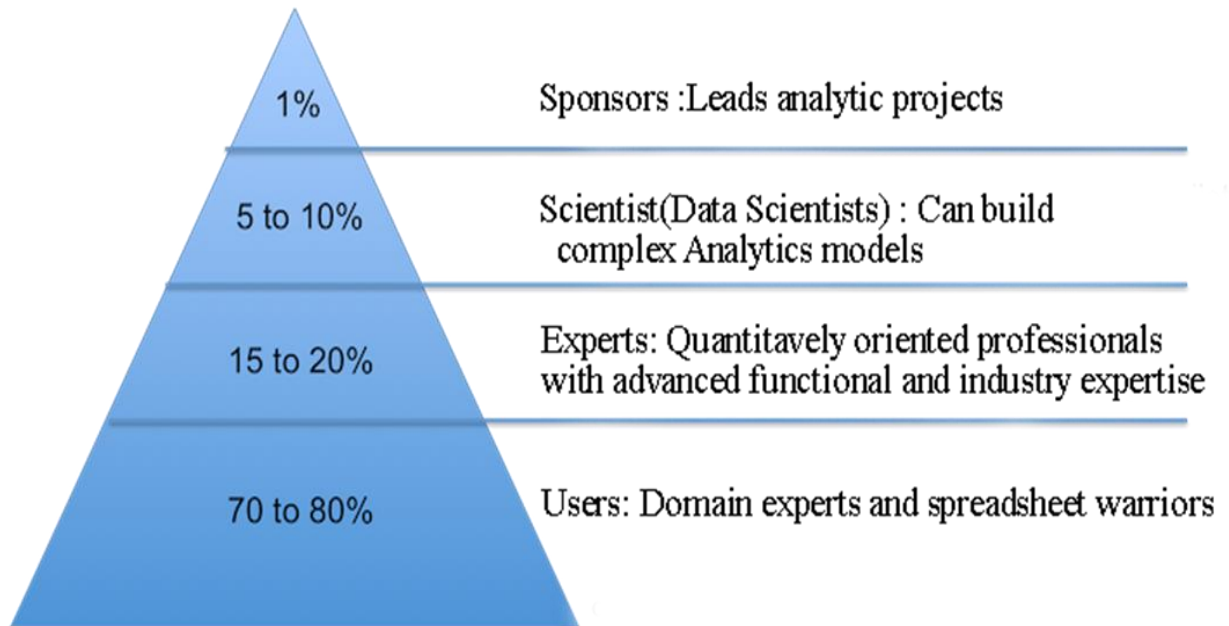 1%
Sponsors :Leads analytic projects
5 to 10%
Scientist(Data Scientists) : Can build
complex Analytics models
15 to 20%
Experts: Quantitavely oriented professionals
with advanced functional and industry expertise
70 to 80%
Users: Domain experts and spreadsheet warriors